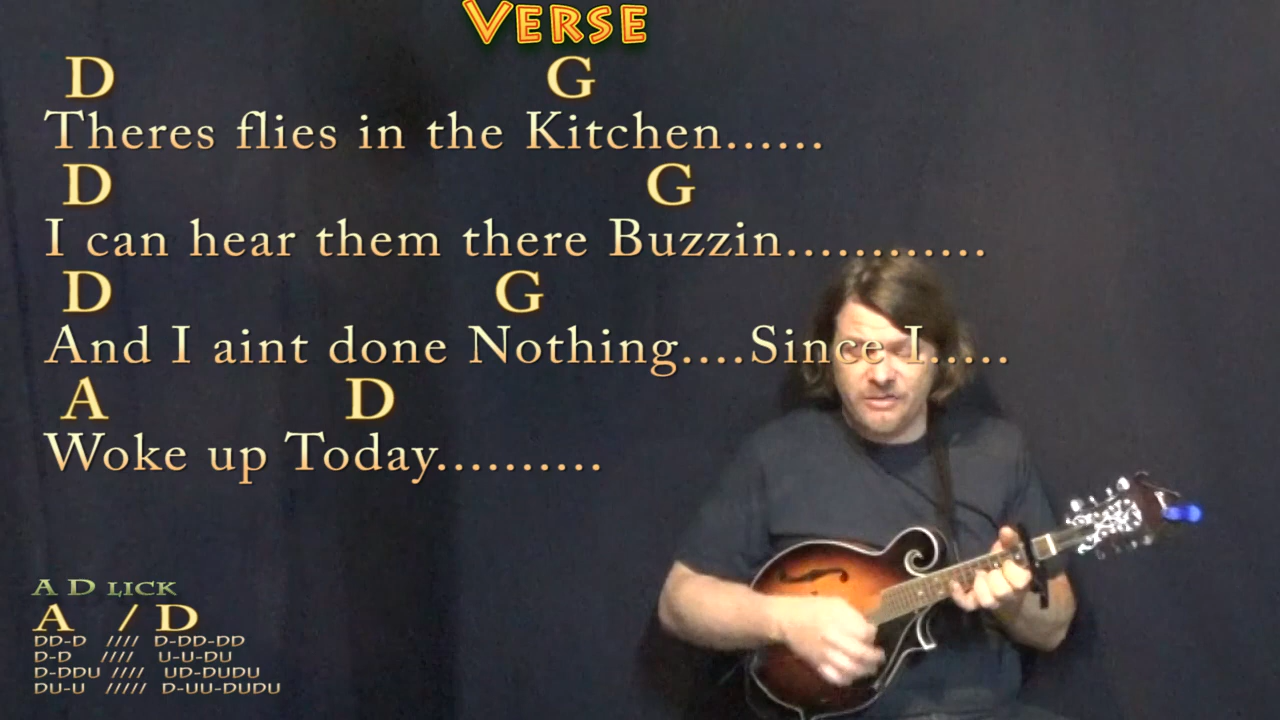 VERSE
D G
Theres flies in the Kitchen......
D G
I can hear them there Buzzin............
D G
And I aint done Nothing....Since I.....
A D
Woke up Today..........
A D LICK
A / D
DD-D //// D-DD-DD
D-D //// U-U-DU
D-DDU //// UD-DUDU
DU-U ///// D-UU-DUDU